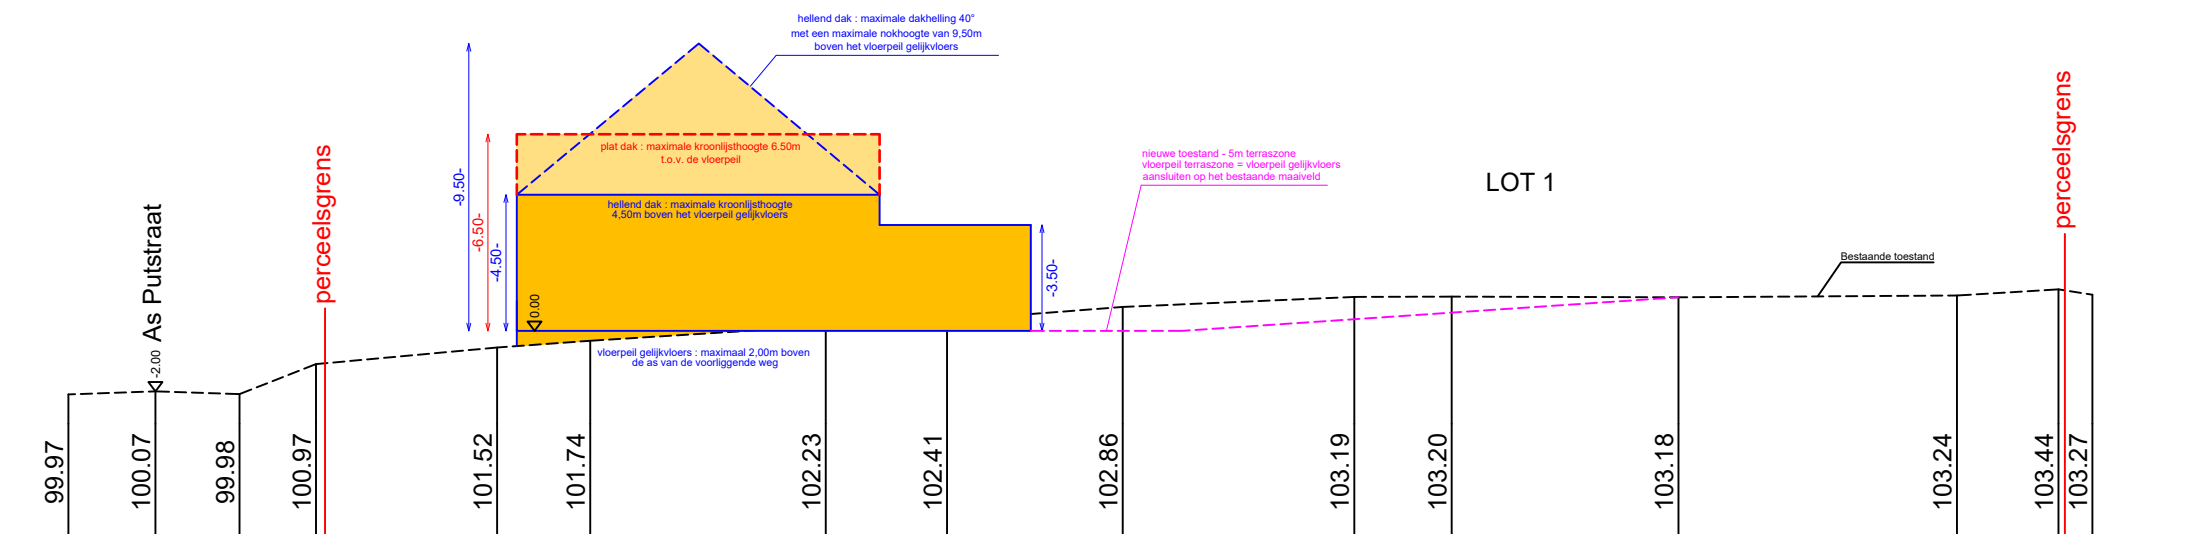 hellend dak : maximale dakhelling 40°
met een maximale nokhoogte van 9,50m
boven het vloerpeil gelijkvloers
plat dak : maximale kroonlijsthoogte 6.50m
t.o.v. de vloerpeil
hellend dak : maximale kroonlijsthoogte
4,50m boven het vloerpeil gelijkvloers
-9.50-
-6.50-
-4.50-
0.00
-3.50-
vloerpeil gelijkvloers : maximaal 2,00m boven
de as van de voorliggende weg
nieuwe toestand - 5m terraszone
vloerpeil terraszone = vloerpeil gelijkvloers
aansluiten op het bestaande maaiveld
LOT 1
Bestaande toestand
perceelsgrens
perceelsgrens
As Putstraat
-2.00
99.97
100.07
99.98
100.97
101.52
101.74
102.23
102.41
102.86
103.19
103.20
103.18
103.24
103.44
103.27